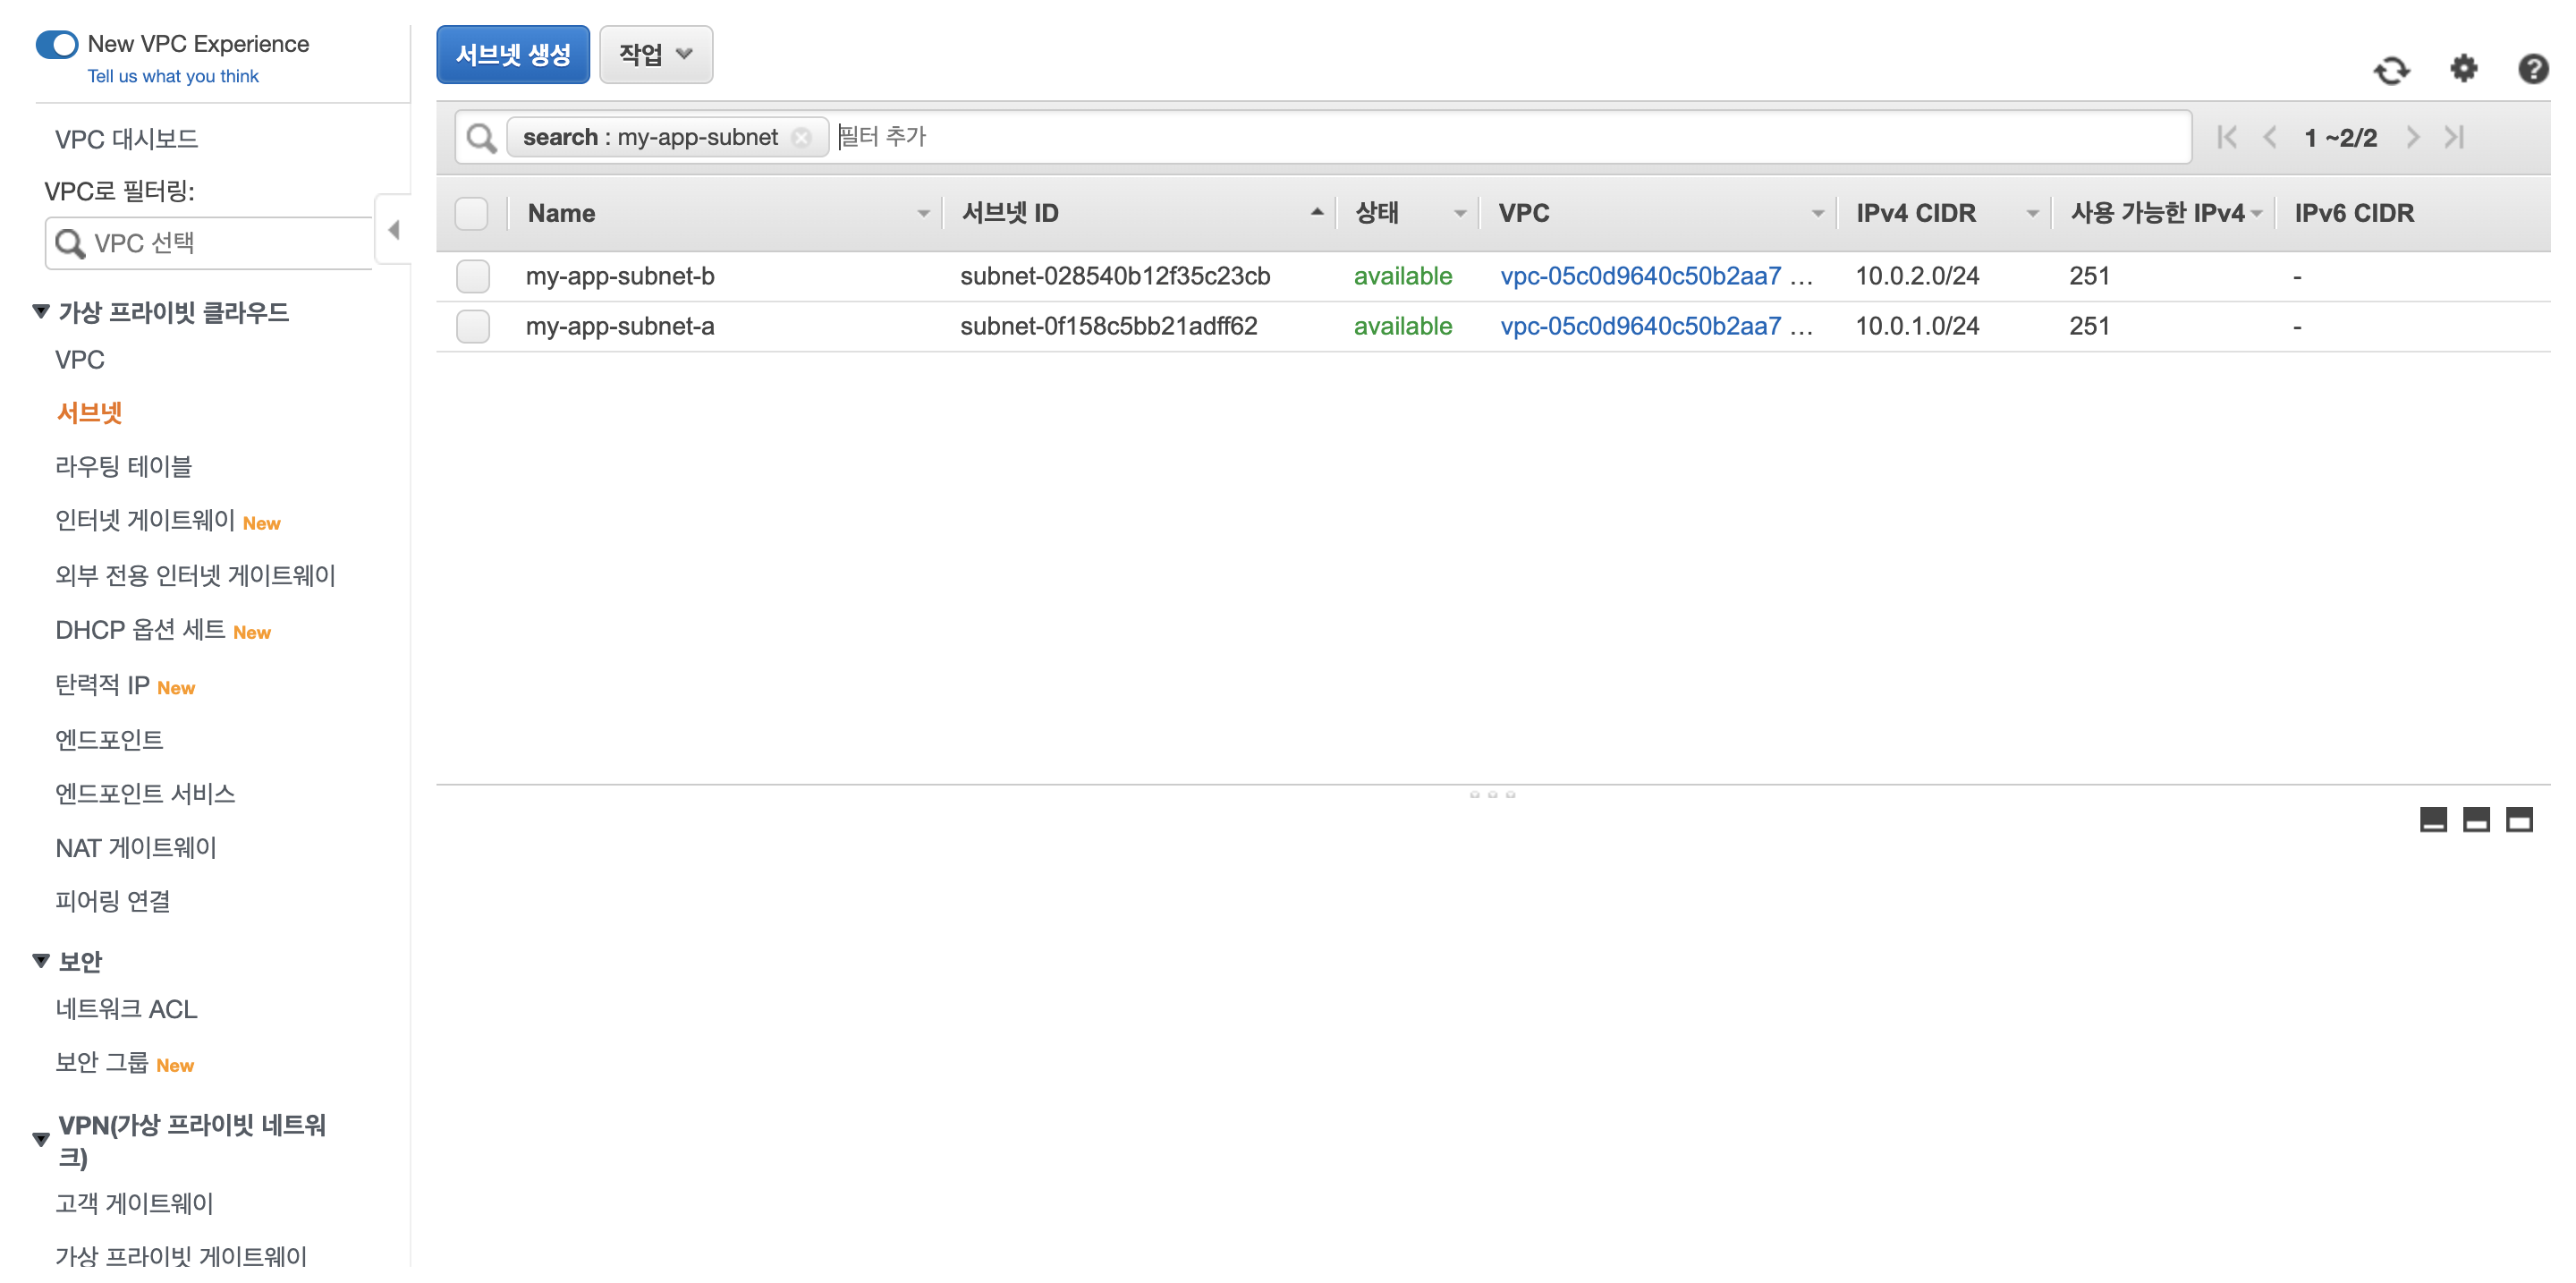 New VPC Experience
Tell us what you think
VPC 대시보드
VPC로 필터링:
VPC 선택
가상 프라이빗 클라우드
VPC
서브넷
라우팅 테이블
인터넷 게이트웨이 New
외부 전용 인터넷 게이트웨이
DHCP 옵션 세트 New
탄력적 IP New
엔드포인트
엔드포인트 서비스
NAT 게이트웨이
피어링 연결
보안
네트워크 ACL
보안 그룹 New
VPN(가상 프라이빗 네트워
크)
고객 게이트웨이
가상 프라이빗 게이트웨이
서브넷 생성 작업
search : my-app-subnet 필터 추가 1 ~2/2
Name 서브넷 ID 상태 VPC IPv4 CIDR 사용 가능한 IPv4 IPv6 CIDR
my-app-subnet-b subnet-028540b12f35c23cb available vpc-05c0d9640c50b2aa7 ... 10.0.2.0/24 251 -
my-app-subnet-a subnet-0f158c5bb21adff62 available vpc-05c0d9640c50b2aa7 ... 10.0.1.0/24 251 -